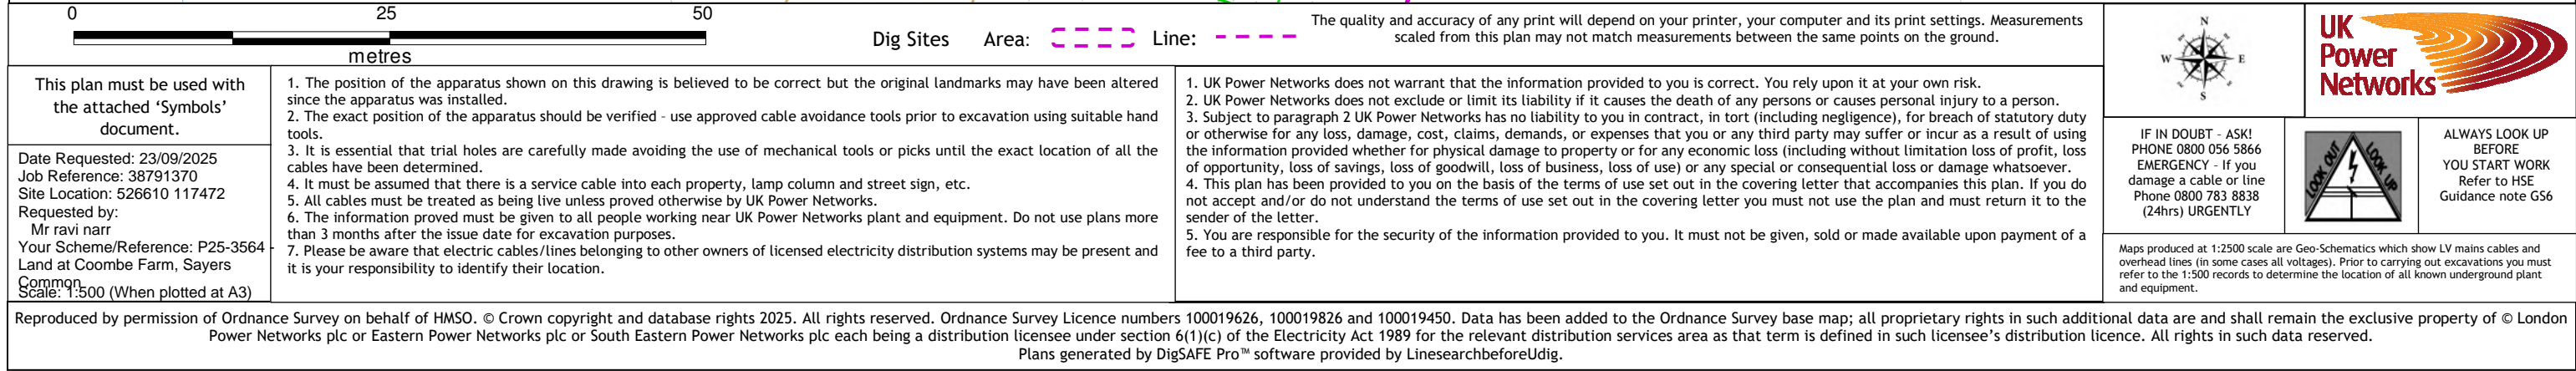 0 25 50
metres
Dig Sites Area: Line:
The quality and accuracy of any print will depend on your printer, your computer and its print settings. Measurements
scaled from this plan may not match measurements between the same points on the ground.
N
W E
S
UK
Power
Networks
This plan must be used with
the attached ‘Symbols’
document.
Date Requested: 23/09/2025
Job Reference: 38791370
Site Location: 526610 117472
Requested by:
Mr ravi narr
Your Scheme/Reference: P25-3564 -
Land at Coombe Farm, Sayers
Common
Scale: 1:500 (When plotted at A3)
1. The position of the apparatus shown on this drawing is believed to be correct but the original landmarks may have been altered
since the apparatus was installed.
2. The exact position of the apparatus should be verified - use approved cable avoidance tools prior to excavation using suitable hand
tools.
3. It is essential that trial holes are carefully made avoiding the use of mechanical tools or picks until the exact location of all the
cables have been determined.
4. It must be assumed that there is a service cable into each property, lamp column and street sign, etc.
5. All cables must be treated as being live unless proved otherwise by UK Power Networks.
6. The information proved must be given to all people working near UK Power Networks plant and equipment. Do not use plans more
than 3 months after the issue date for excavation purposes.
7. Please be aware that electric cables/lines belonging to other owners of licensed electricity distribution systems may be present and
it is your responsibility to identify their location.
1. UK Power Networks does not warrant that the information provided to you is correct. You rely upon it at your own risk.
2. UK Power Networks does not exclude or limit its liability if it causes the death of any persons or causes personal injury to a person.
3. Subject to paragraph 2 UK Power Networks has no liability to you in contract, in tort (including negligence), for breach of statutory duty
or otherwise for any loss, damage, cost, claims, demands, or expenses that you or any third party may suffer or incur as a result of using
the information provided whether for physical damage to property or for any economic loss (including without limitation loss of profit, loss
of opportunity, loss of savings, loss of goodwill, loss of business, loss of use) or any special or consequential loss or damage whatsoever.
4. This plan has been provided to you on the basis of the terms of use set out in the covering letter that accompanies this plan. If you do
not accept and/or do not understand the terms of use set out in the covering letter you must not use the plan and must return it to the
sender of the letter.
5. You are responsible for the security of the information provided to you. It must not be given, sold or made available upon payment of a
fee to a third party.
IF IN DOUBT - ASK!
PHONE 0800 056 5866
EMERGENCY - If you
damage a cable or line
Phone 0800 783 8838
(24hrs) URGENTLY
LOOK OUT
LOOK UP
ALWAYS LOOK UP
BEFORE
YOU START WORK
Refer to HSE
Guidance note GS6
Maps produced at 1:2500 scale are Geo-Schematics which show LV mains cables and
overhead lines (in some cases all voltages). Prior to carrying out excavations you must
refer to the 1:500 records to determine the location of all known underground plant
and equipment.
Reproduced by permission of Ordnance Survey on behalf of HMSO. © Crown copyright and database rights 2025. All rights reserved. Ordnance Survey Licence numbers 100019626, 100019826 and 100019450. Data has been added to the Ordnance Survey base map; all proprietary rights in such additional data are and shall remain the exclusive property of © London
Power Networks plc or Eastern Power Networks plc or South Eastern Power Networks plc each being a distribution licensee under section 6(1)(c) of the Electricity Act 1989 for the relevant distribution services area as that term is defined in such licensee’s distribution licence. All rights in such data reserved.
Plans generated by DigSAFE Pro™ software provided by LinesearchbeforeUdig.